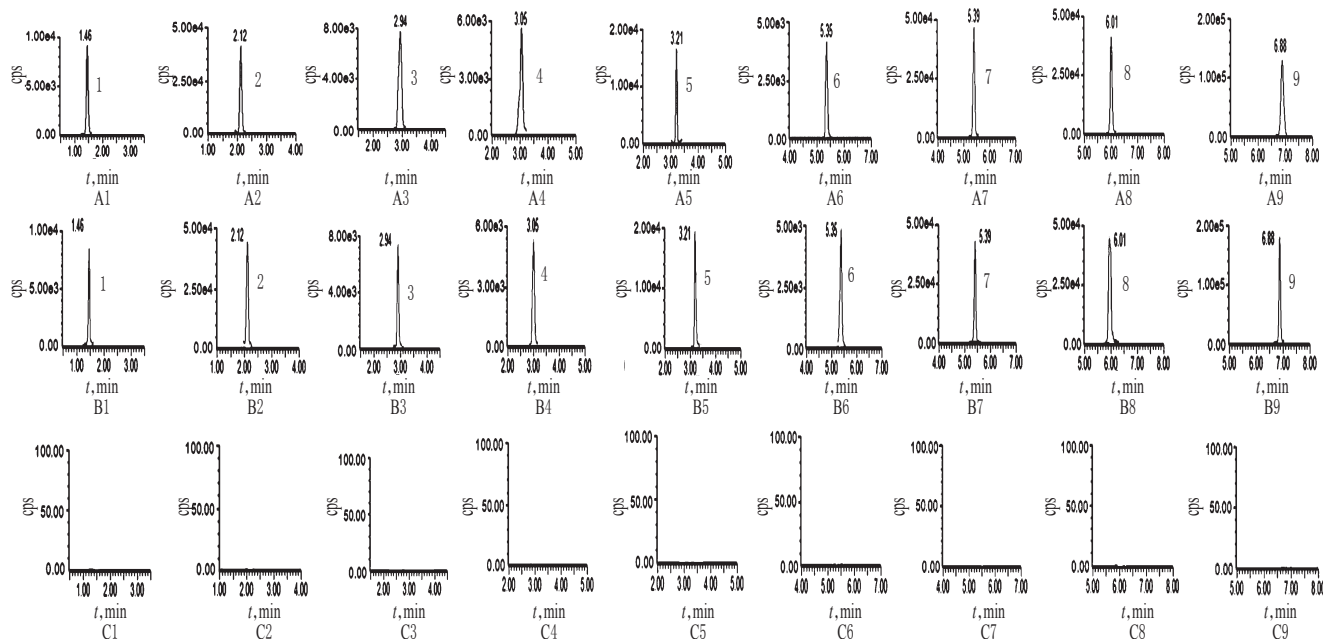 1.00e4 5.00e3 0.00 cps 1.46 1 1.00 2.00 3.00 t,min A1
5.00e4 2.50e4 0.00 cps 2.12 2 1.00 2.00 3.00 4.00 t,min A2
8.00e3 4.00e3 0.00 cps 2.94 3 2.00 3.00 4.00 t,min A3
6.00e3 3.00e3 0.00 cps 3.05 4 2.00 3.00 4.00 5.00 t,min A4
2.00e4 1.00e4 0.00 cps 3.21 5 2.00 3.00 4.00 5.00 t,min A5
5.00e3 2.50e3 0.00 cps 5.35 6 4.00 5.00 6.00 7.00 t,min A6
5.00e4 2.50e4 0.00 cps 5.39 7 4.00 5.00 6.00 7.00 t,min A7
5.00e4 2.50e4 0.00 cps 6.01 8 5.00 6.00 7.00 8.00 t,min A8
2.00e5 1.00e5 0.00 cps 6.88 9 5.00 6.00 7.00 8.00 t,min A9
1.00e4 5.00e3 0.00 cps 1.46 1 1.00 2.00 3.00 t,min B1
5.00e4 2.50e4 0.00 cps 2.12 2 1.00 2.00 3.00 4.00 t,min B2
8.00e3 4.00e3 0.00 cps 2.94 3 2.00 3.00 4.00 t,min B3
6.00e3 3.00e3 0.00 cps 3.05 4 2.00 3.00 4.00 5.00 t,min B4
2.00e4 1.00e4 0.00 cps 3.21 5 2.00 3.00 4.00 5.00 t,min B5
5.00e3 2.50e3 0.00 cps 5.35 6 4.00 5.00 6.00 7.00 t,min B6
5.00e4 2.50e4 0.00 cps 5.39 7 4.00 5.00 6.00 7.00 t,min B7
5.00e4 2.50e4 0.00 cps 6.01 8 5.00 6.00 7.00 8.00 t,min B8
2.00e5 1.00e5 0.00 cps 6.88 9 5.00 6.00 7.00 8.00 t,min B9
100.00 50.00 0.00 cps 1.00 2.00 3.00 t,min C1
100.00 50.00 0.00 cps 1.00 2.00 3.00 4.00 t,min C2
100.00 50.00 0.00 cps 2.00 3.00 4.00 t,min C3
100.00 50.00 0.00 cps 2.00 3.00 4.00 5.00 t,min C4
100.00 50.00 0.00 cps 2.00 3.00 4.00 5.00 t,min C5
100.00 50.00 0.00 cps 4.00 5.00 6.00 7.00 t,min C6
100.00 50.00 0.00 cps 4.00 5.00 6.00 7.00 t,min C7
100.00 50.00 0.00 cps 5.00 6.00 7.00 8.00 t,min C8
100.00 50.00 0.00 cps 5.00 6.00 7.00 8.00 t,min C9